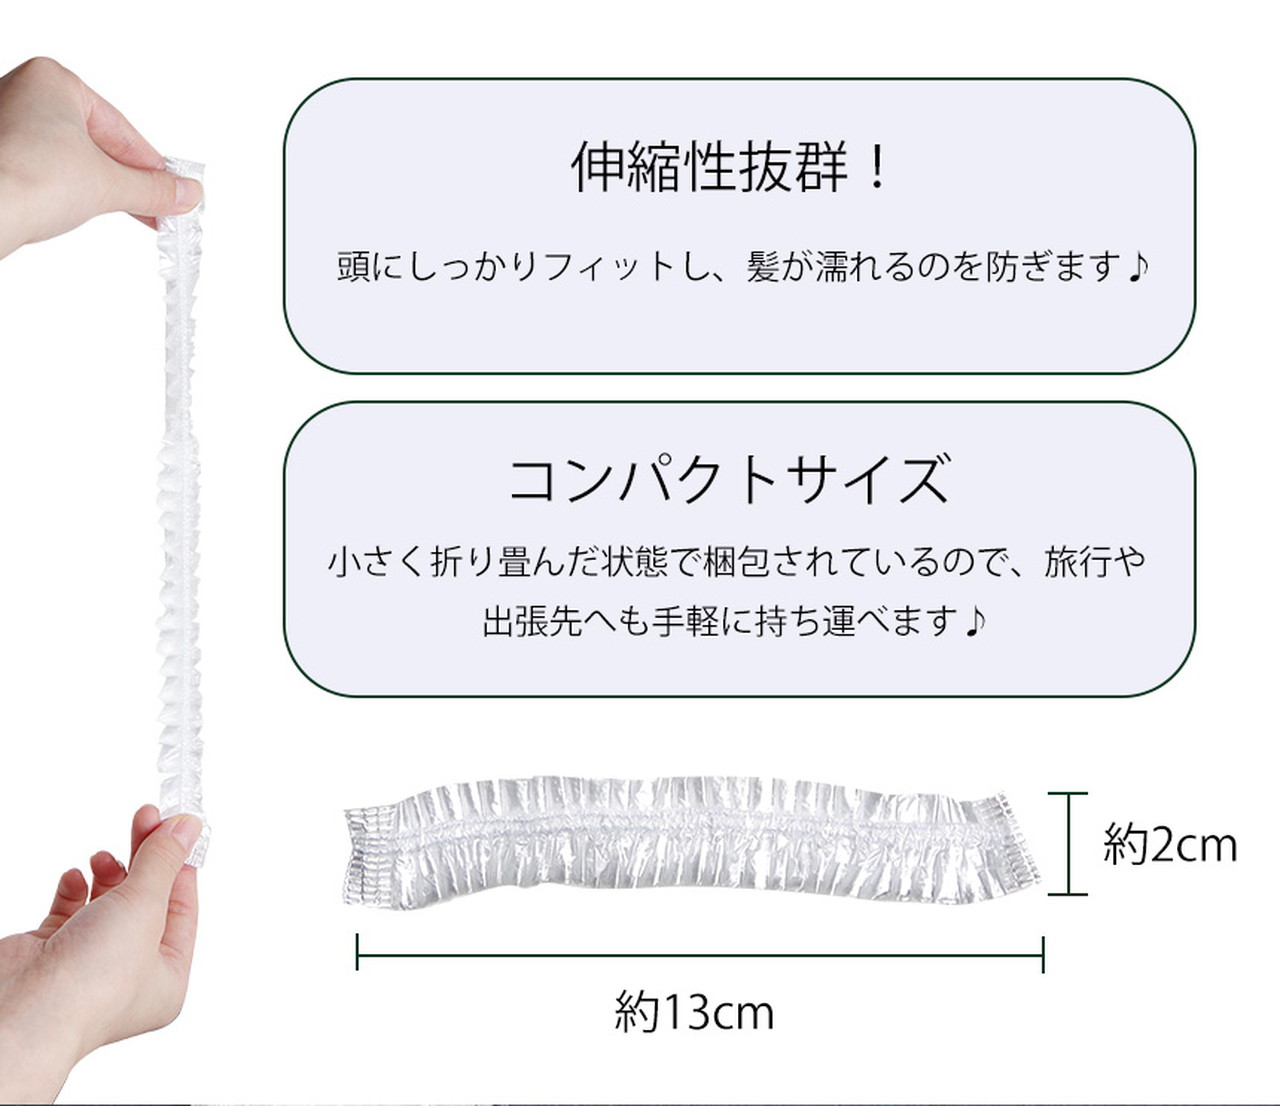 伸縮性抜群！
頭にしっかりフィットし、髪が濡れるのを防ぎます♪
コンパクトサイズ
小さく折り畳んだ状態で梱包されているので、旅行や
出張先へも手軽に持ち運べます♪
約2cm
約13cm